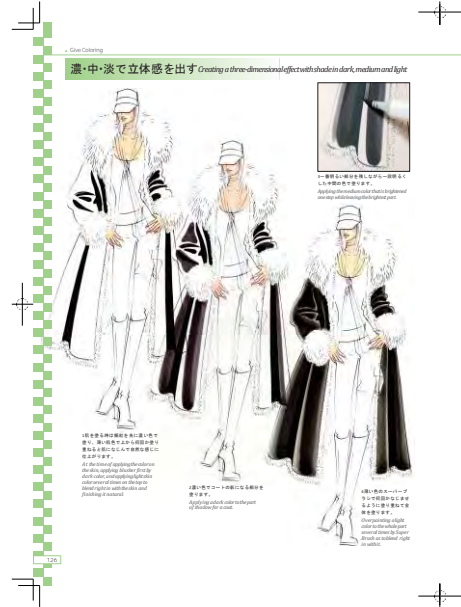 Give Coloring
濃・中・淡で立体感を出す Creating a three-dimensional effect with shade in dark, medium and light
3一番明るい部分を残しながら一段明るく
した中間の色で塗ります。
Applying the medium color that is brightened
one step while leaving the brightest part.
1肌を塗る時は頬紅を先に濃い色で
塗り、薄い肌色で上から何回か塗り
重ねると肌になじんで自然な感じに
仕上がります。
At the time of applying the color on
the skin, applying blusher first by
dark color, and applying light skin
color several times on the top to
blend right in with the skin and
finishing it natural.
2濃い色でコートの影になる部分を
塗ります。
Applying a dark color to the part
of shadow for a coat.
4薄い色のスーパーブ
ラシで何回かなじませ
るように塗り重ねて全
体を塗ります。
Over painting a light
color to the whole part
several times by Super
Brush as to blend right
in with it.
126